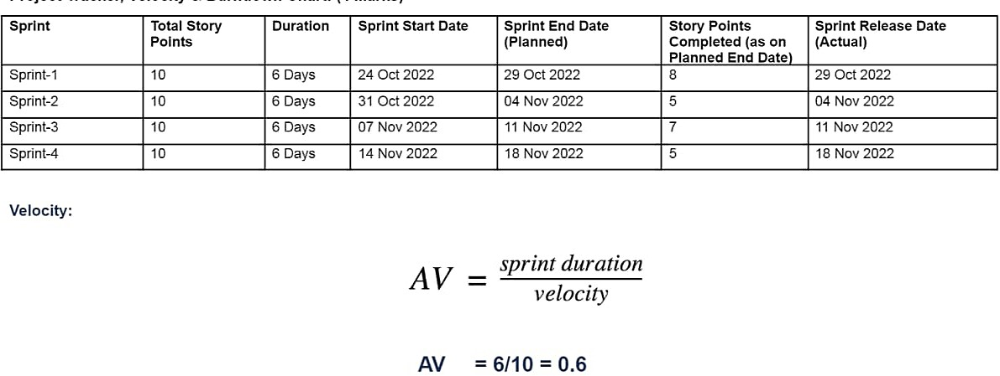 Sprint Total Story Points Duration Sprint Start Date Sprint End Date (Planned) Story Points Completed (as on Planned End Date) Sprint Release Date (Actual)
Sprint-1 10 6 Days 24 Oct 2022 29 Oct 2022 8 29 Oct 2022
Sprint-2 10 6 Days 31 Oct 2022 04 Nov 2022 5 04 Nov 2022
Sprint-3 10 6 Days 07 Nov 2022 11 Nov 2022 7 11 Nov 2022
Sprint-4 10 6 Days 14 Nov 2022 18 Nov 2022 5 18 Nov 2022
Velocity:
AV = sprint duration / velocity
AV = 6/10 = 0.6